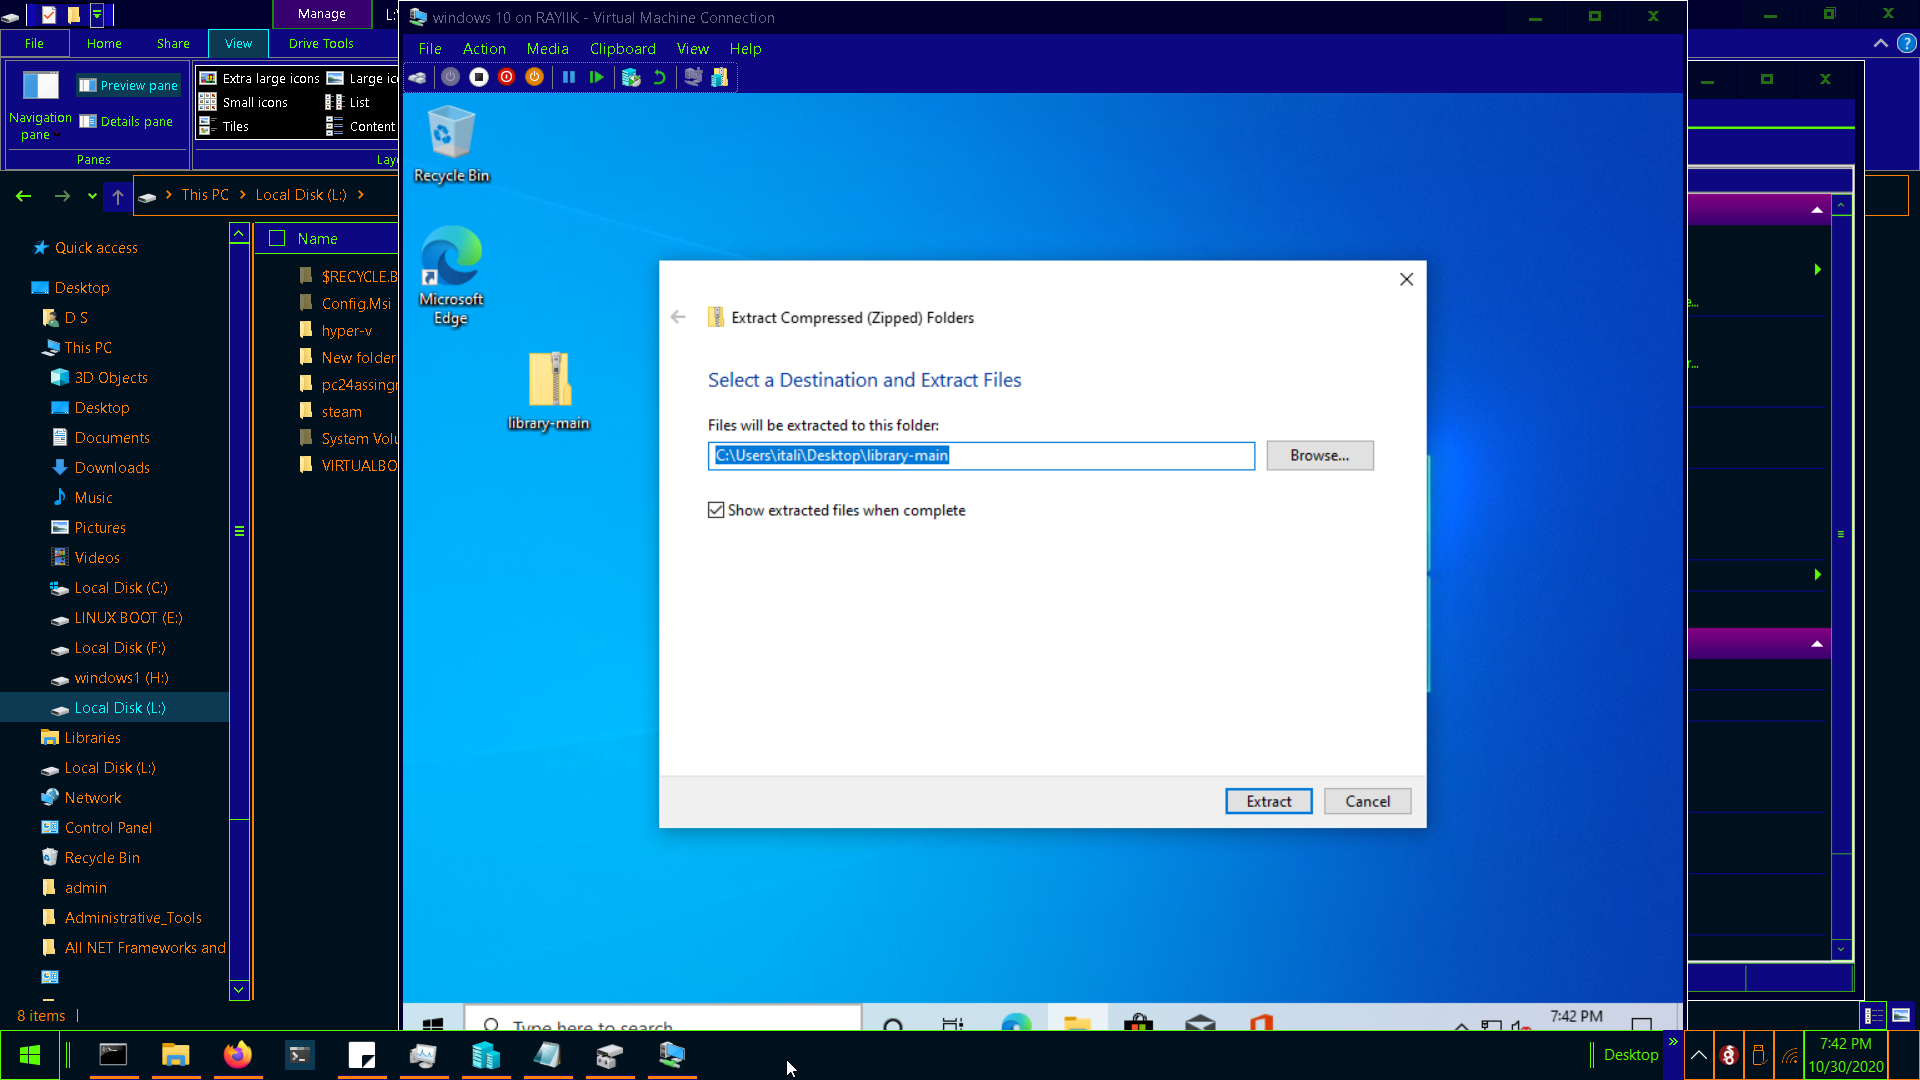 Manage
L:\
File
Home
Share
View
Drive Tools
Navigation pane
Preview pane
Details pane
Panes
Extra large icons
Large ic
Small icons
List
Tiles
Content
Lay
This PC
Local Disk (L:)
Name
Quick access
Desktop
D S
This PC
3D Objects
Desktop
Documents
Downloads
Music
Pictures
Videos
Local Disk (C:)
LINUX BOOT (E:)
Local Disk (F:)
windows1 (H:)
Local Disk (L:)
Libraries
Local Disk (L:)
Network
Control Panel
Recycle Bin
admin
Administrative_Tools
All NET Frameworks and
$RECYCLE.B
Config.Msi
hyper-v
New folder
pc24assingn
steam
System Volu
VIRTUALBO
8 items
windows 10 on RAYIIK - Virtual Machine Connection
File
Action
Media
Clipboard
View
Help
Recycle Bin
Microsoft
Edge
library-main
Extract Compressed (Zipped) Folders
Select a Destination and Extract Files
Files will be extracted to this folder:
C:\Users\itali\Desktop\library-main
Browse...
Show extracted files when complete
Extract
Cancel
Type here to search
7:42 PM
e...
r...
Desktop
7:42 PM
10/30/2020